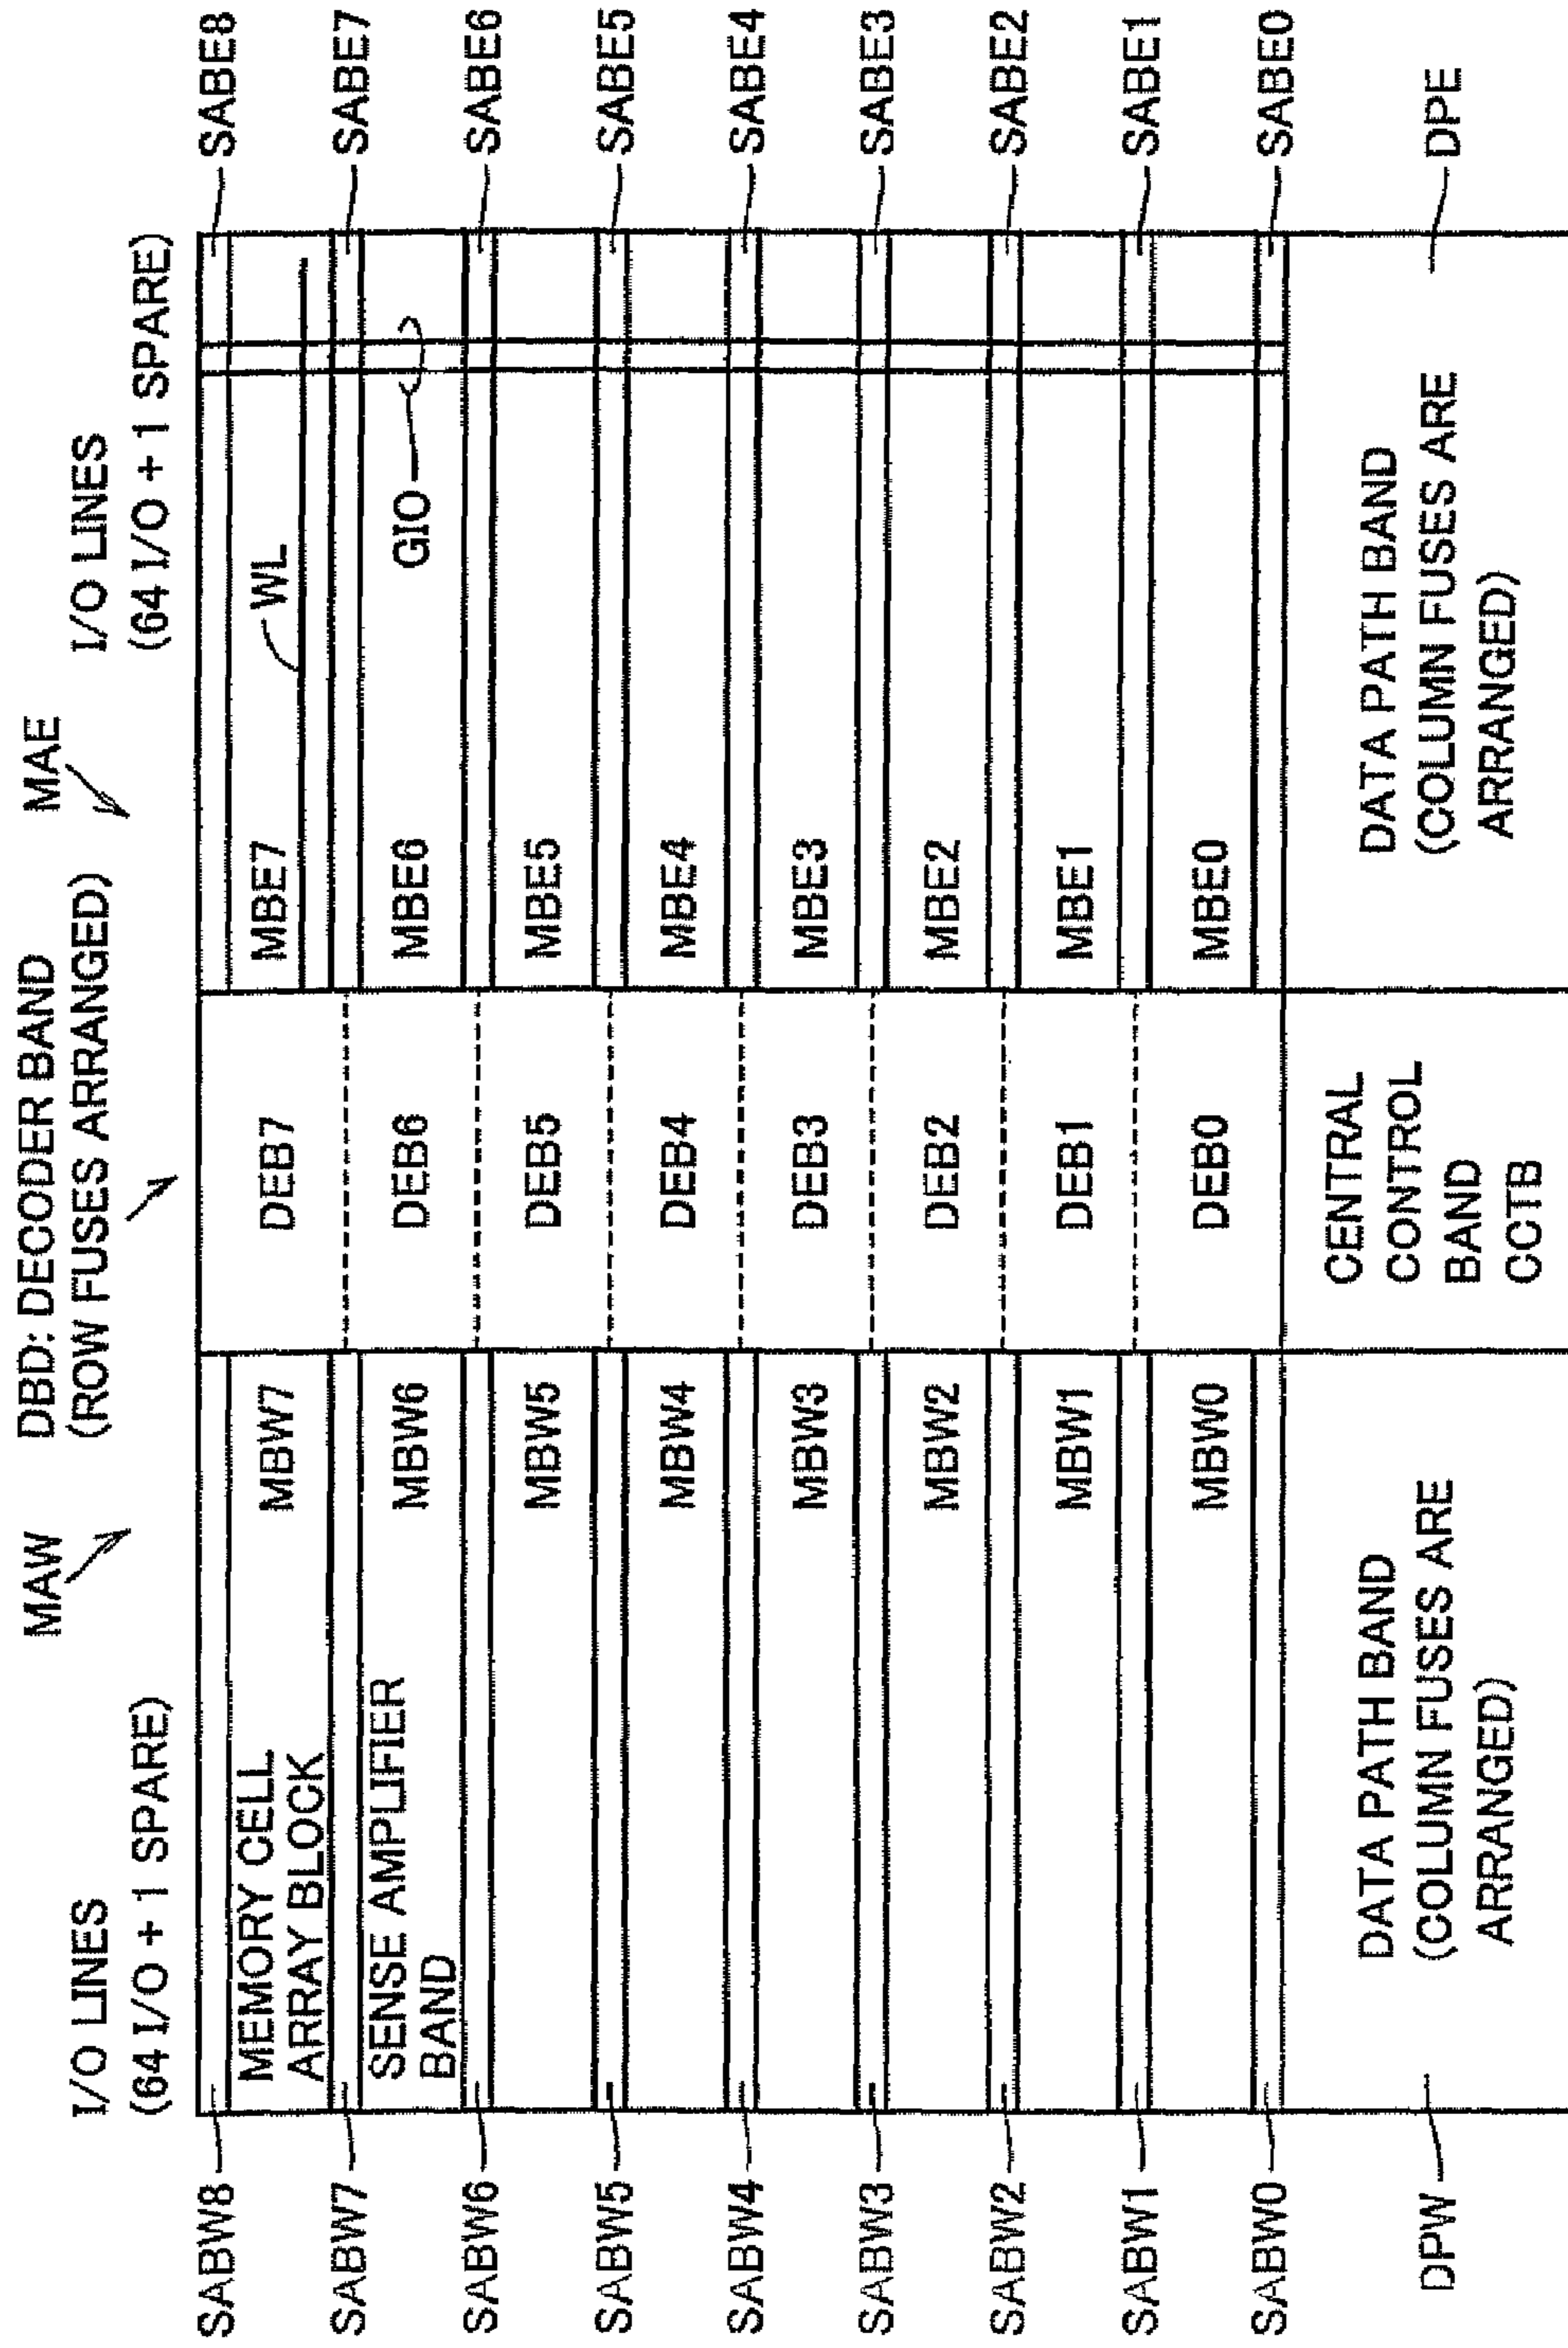 DBD: DECODER BAND
(ROW FUSES ARRANGED)
MAW
MAE
I/O LINES
(64 I/O + 1 SPARE)
I/O LINES
(64 I/O + 1 SPARE)
SABW8
SABE8
MEMORY CELL
ARRAY BLOCK
MBW7
DEB7
MBE7
WL
SABW7
SABE7
SENSE AMPLIFIER
BAND
MBW6
DEB6
MBE6
GIO
SABW6
SABE6
MBW5
DEB5
MBE5
SABW5
SABE5
MBW4
DEB4
MBE4
SABW4
SABE4
MBW3
DEB3
MBE3
SABW3
SABE3
MBW2
DEB2
MBE2
SABW2
SABE2
MBW1
DEB1
MBE1
SABW1
SABE1
MBW0
DEB0
MBE0
SABW0
SABE0
DPW
DATA PATH BAND
(COLUMN FUSES ARE
ARRANGED)
CENTRAL
CONTROL
BAND
CCTB
DATA PATH BAND
(COLUMN FUSES ARE
ARRANGED)
DPE